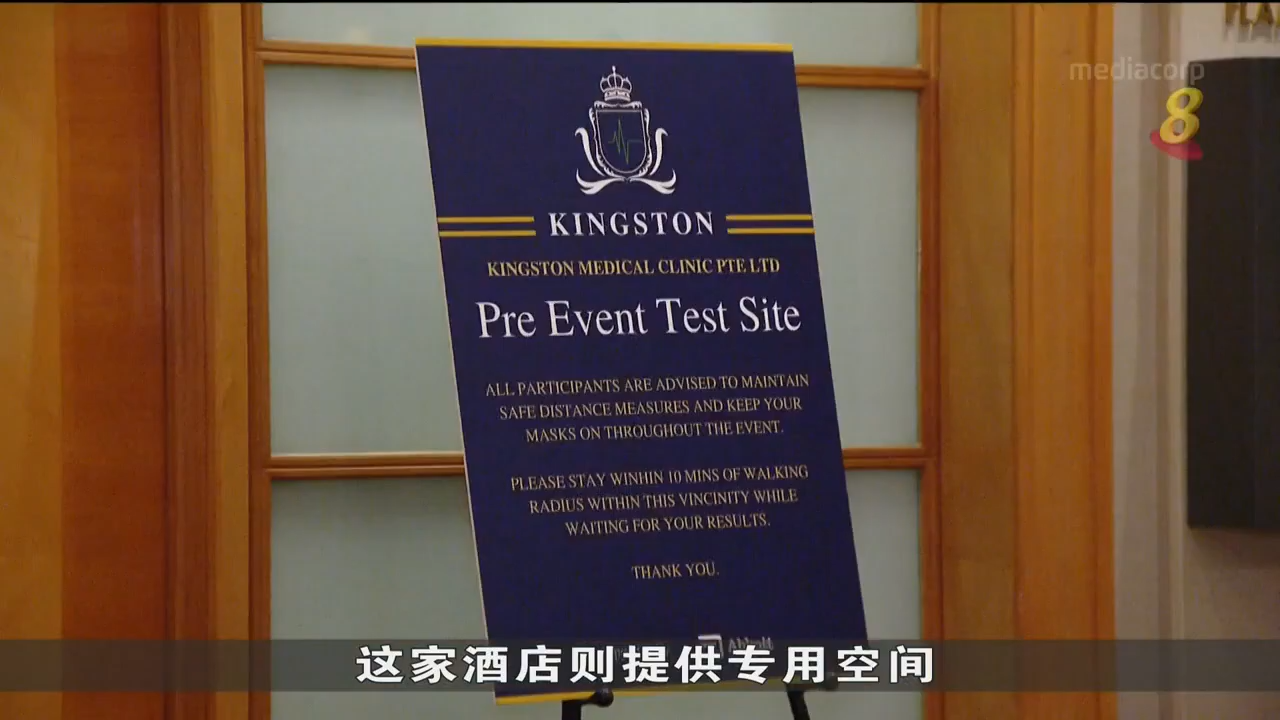 mediacorp
8
KINGSTON
KINGSTON MEDICAL CLINIC PTE LTD
Pre Event Test Site
ALL PARTICIPANTS ARE ADVISED TO MAINTAIN
SAFE DISTANCE MEASURES AND KEEP YOUR
MASKS ON THROUGHOUT THE EVENT.
PLEASE STAY WINHIN 10 MINS OF WALKING
RADIUS WITHIN THIS VINCINITY WHILE
WAITING FOR YOUR RESULTS.
THANK YOU.
Abbott
这家酒店则提供专用空间